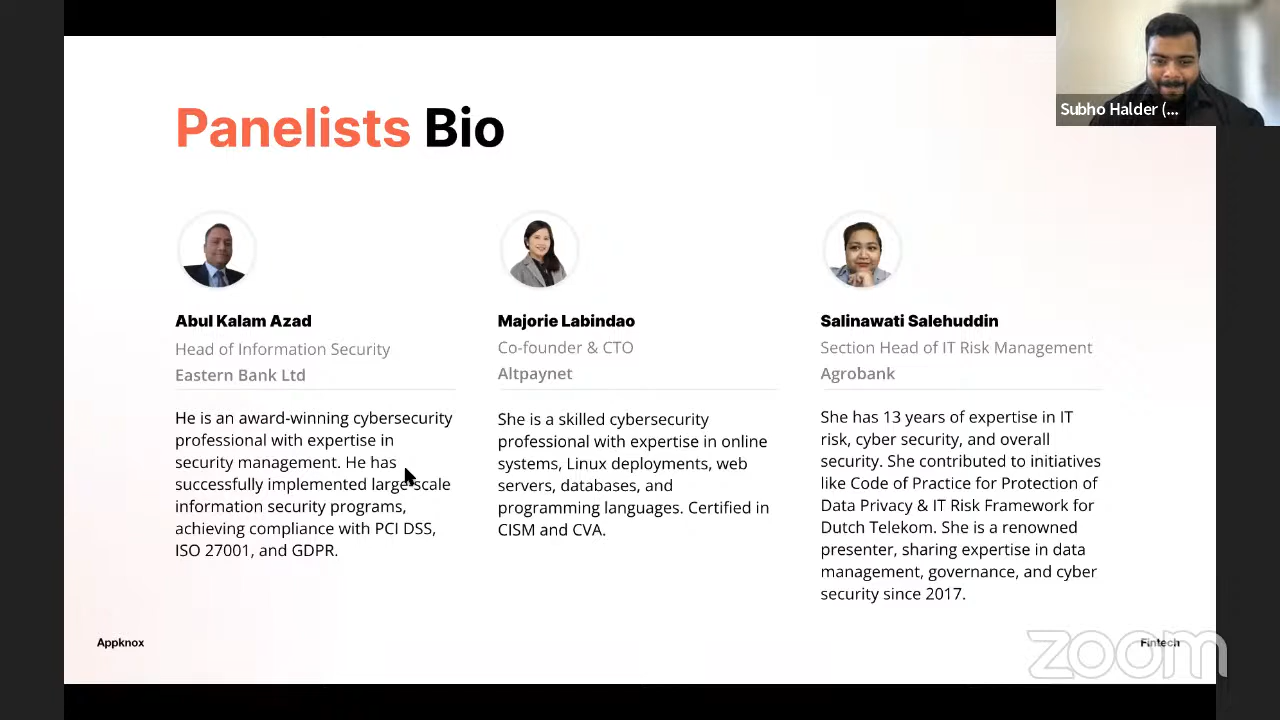 Subho Halder (...
Panelists Bio
Abul Kalam Azad
Head of Information Security
Eastern Bank Ltd
He is an award-winning cybersecurity
professional with expertise in
security management. He has
successfully implemented large-scale
information security programs,
achieving compliance with PCI DSS,
ISO 27001, and GDPR.
Majorie Labindao
Co-founder & CTO
Altpaynet
She is a skilled cybersecurity
professional with expertise in online
systems, Linux deployments, web
servers, databases, and
programming languages. Certified in
CISM and CVA.
Salinawati Salehuddin
Section Head of IT Risk Management
Agrobank
She has 13 years of expertise in IT
risk, cyber security, and overall
security. She contributed to initiatives
like Code of Practice for Protection of
Data Privacy & IT Risk Framework for
Dutch Telekom. She is a renowned
presenter, sharing expertise in data
management, governance, and cyber
security since 2017.
Appknox
Fintech
zoom